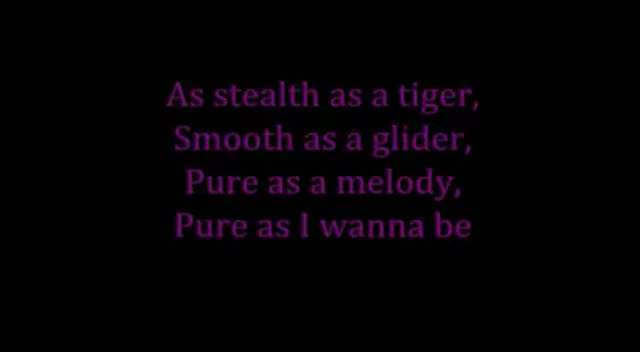 As stealth as a tiger,
Smooth as a glider,
Pure as a melody,
Pure as I wanna be